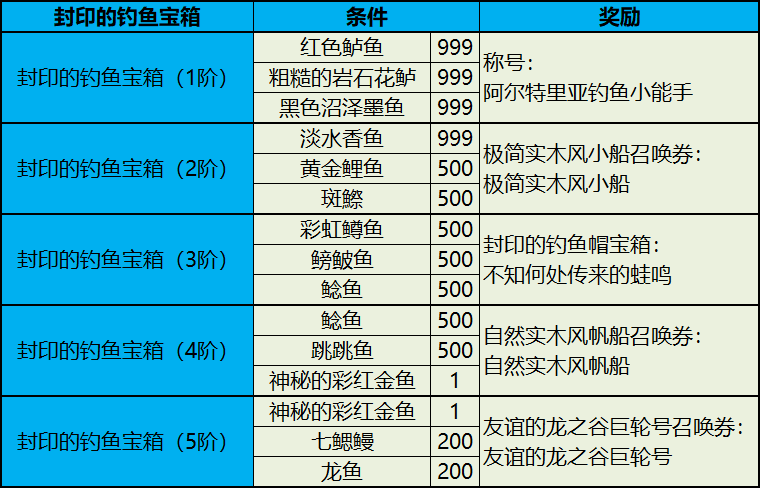 封印的钓鱼宝箱 条件 奖励
封印的钓鱼宝箱（1阶）
红色鲈鱼 999
粗糙的岩石花鲈 999
黑色沼泽墨鱼 999
称号：
阿尔特里亚钓鱼小能手
封印的钓鱼宝箱（2阶）
淡水香鱼 999
黄金鲤鱼 500
斑鰶 500
极简实木风小船召唤券：
极简实木风小船
封印的钓鱼宝箱（3阶）
彩虹鳟鱼 500
鳑鲏鱼 500
鲶鱼 500
封印的钓鱼帽宝箱：
不知何处传来的蛙鸣
封印的钓鱼宝箱（4阶）
鲶鱼 500
跳跳鱼 500
神秘的彩红金鱼 1
自然实木风帆船召唤券：
自然实木风帆船
封印的钓鱼宝箱（5阶）
神秘的彩红金鱼 1
七鳃鳗 200
龙鱼 200
友谊的龙之谷巨轮号召唤券：
友谊的龙之谷巨轮号